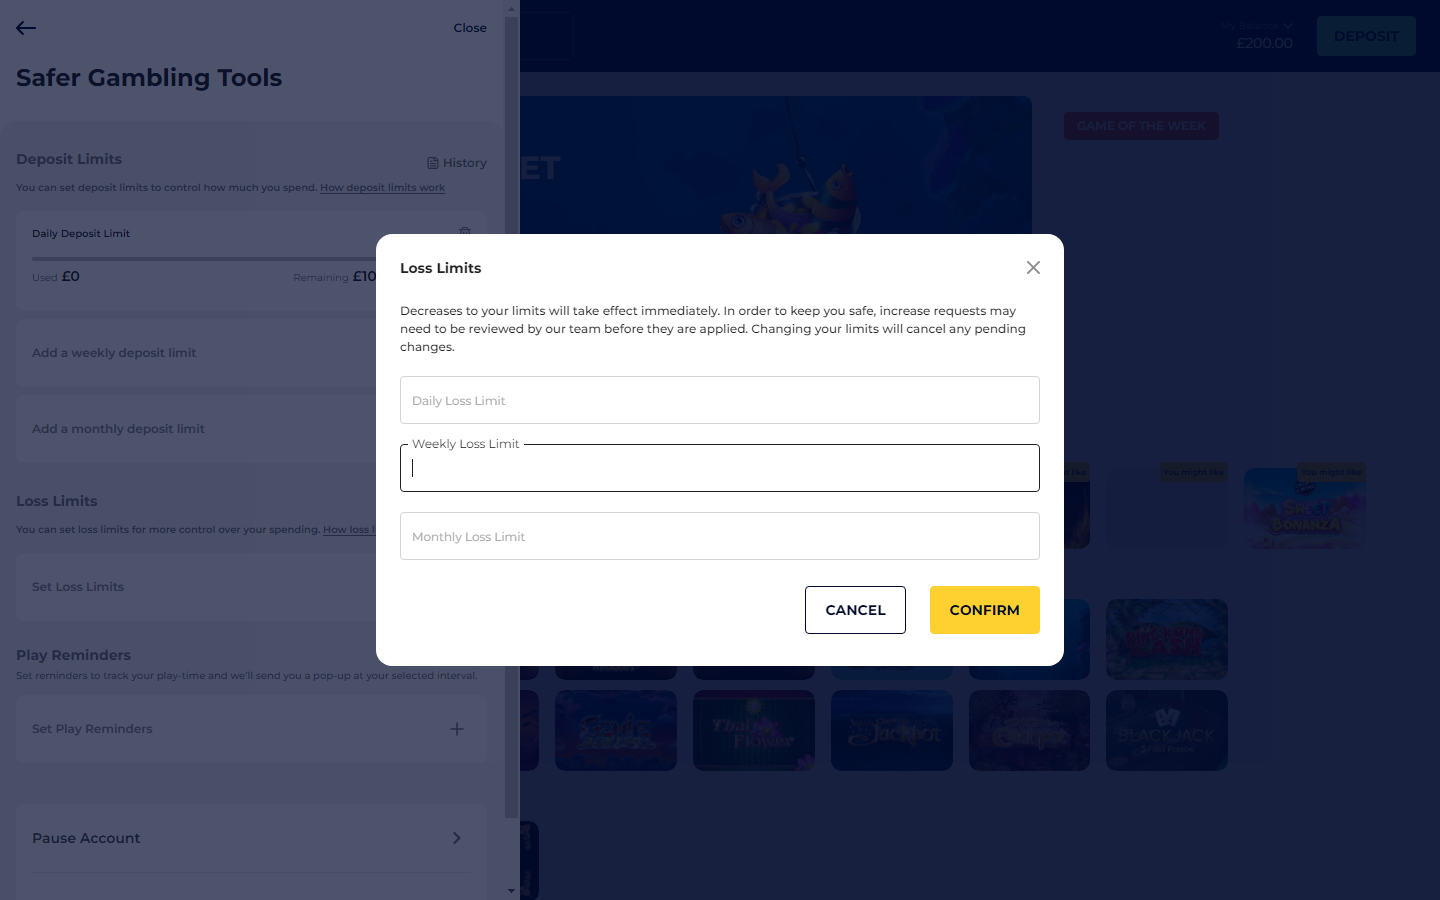 Close
Safer Gambling Tools
Deposit Limits
History
You can set deposit limits to control how much you spend. How deposit limits work
Daily Deposit Limit
Used £0
Remaining £10
Add a weekly deposit limit
Add a monthly deposit limit
Loss Limits
You can set loss limits for more control over your spending. How loss l
Set Loss Limits
Play Reminders
Set reminders to track your play-time and we'll send you a pop-up at your selected interval.
Set Play Reminders
Pause Account
My Balance
£200.00
DEPOSIT
ET
GAME OF THE WEEK
Loss Limits
Decreases to your limits will take effect immediately. In order to keep you safe, increase requests may
need to be reviewed by our team before they are applied. Changing your limits will cancel any pending
changes.
Daily Loss Limit
Weekly Loss Limit
Monthly Loss Limit
CANCEL
CONFIRM
like
You might like
You might like
SWEET
BONANZA
Thai
Flower
Jackpot
BLACKJACK